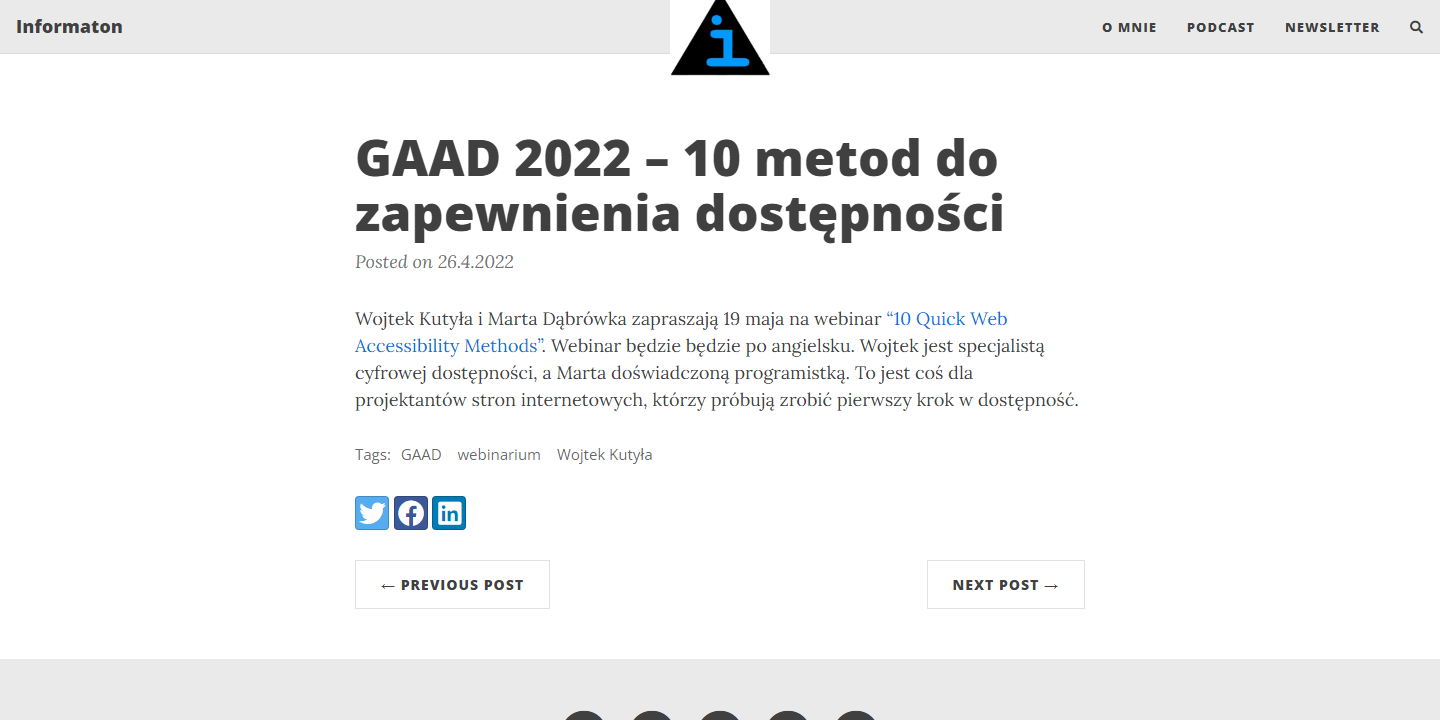 Informaton
i
O MNIE
PODCAST
NEWSLETTER
GAAD 2022 – 10 metod do
zapewnienia dostępności
Posted on 26.4.2022
Wojtek Kutyła i Marta Dąbrówka zapraszają 19 maja na webinar “10 Quick Web
Accessibility Methods”. Webinar będzie będzie po angielsku. Wojtek jest specjalistą
cyfrowej dostępności, a Marta doświadczoną programistką. To jest coś dla
projektantów stron internetowych, którzy próbują zrobić pierwszy krok w dostępność.
Tags: GAAD webinarium Wojtek Kutyła
in
← PREVIOUS POST
NEXT POST →